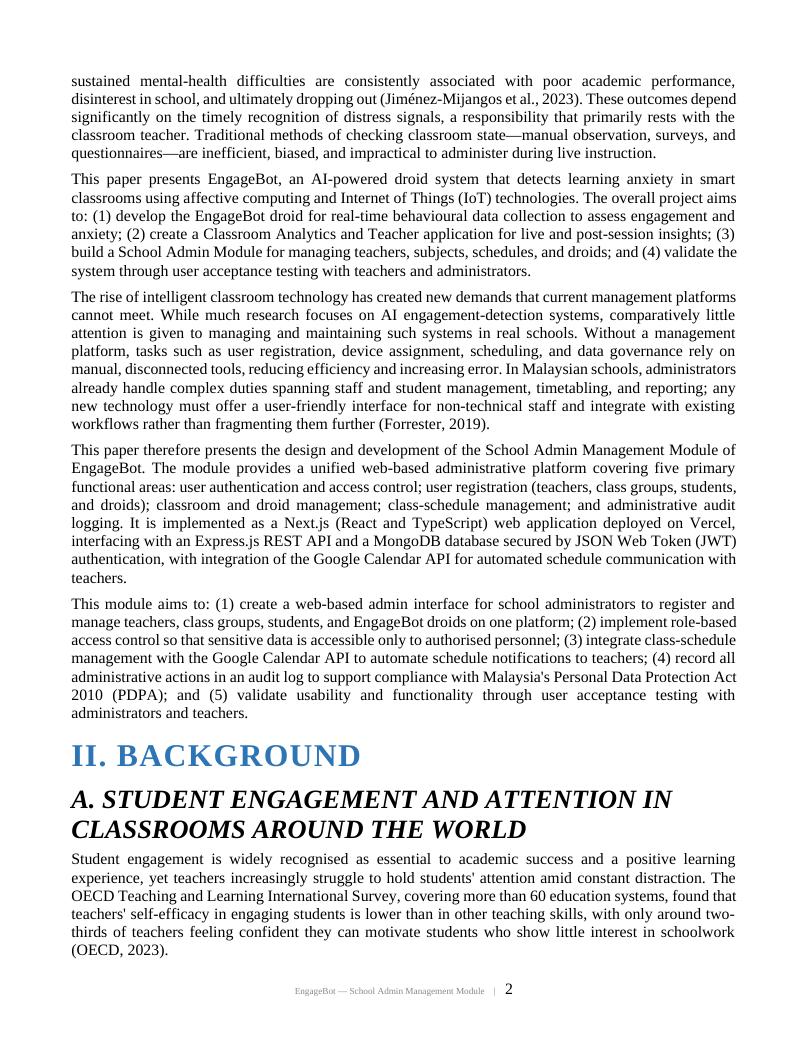 sustained mental-health difficulties are consistently associated with poor academic performance,
disinterest in school, and ultimately dropping out (Jiménez-Mijangos et al., 2023). These outcomes depend
significantly on the timely recognition of distress signals, a responsibility that primarily rests with the
classroom teacher. Traditional methods of checking classroom state—manual observation, surveys, and
questionnaires—are inefficient, biased, and impractical to administer during live instruction.
This paper presents EngageBot, an AI-powered droid system that detects learning anxiety in smart
classrooms using affective computing and Internet of Things (IoT) technologies. The overall project aims
to: (1) develop the EngageBot droid for real-time behavioural data collection to assess engagement and
anxiety; (2) create a Classroom Analytics and Teacher application for live and post-session insights; (3)
build a School Admin Module for managing teachers, subjects, schedules, and droids; and (4) validate the
system through user acceptance testing with teachers and administrators.
The rise of intelligent classroom technology has created new demands that current management platforms
cannot meet. While much research focuses on AI engagement-detection systems, comparatively little
attention is given to managing and maintaining such systems in real schools. Without a management
platform, tasks such as user registration, device assignment, scheduling, and data governance rely on
manual, disconnected tools, reducing efficiency and increasing error. In Malaysian schools, administrators
already handle complex duties spanning staff and student management, timetabling, and reporting; any
new technology must offer a user-friendly interface for non-technical staff and integrate with existing
workflows rather than fragmenting them further (Forrester, 2019).
This paper therefore presents the design and development of the School Admin Management Module of
EngageBot. The module provides a unified web-based administrative platform covering five primary
functional areas: user authentication and access control; user registration (teachers, class groups, students,
and droids); classroom and droid management; class-schedule management; and administrative audit
logging. It is implemented as a Next.js (React and TypeScript) web application deployed on Vercel,
interfacing with an Express.js REST API and a MongoDB database secured by JSON Web Token (JWT)
authentication, with integration of the Google Calendar API for automated schedule communication with
teachers.
This module aims to: (1) create a web-based admin interface for school administrators to register and
manage teachers, class groups, students, and EngageBot droids on one platform; (2) implement role-based
access control so that sensitive data is accessible only to authorised personnel; (3) integrate class-schedule
management with the Google Calendar API to automate schedule notifications to teachers; (4) record all
administrative actions in an audit log to support compliance with Malaysia's Personal Data Protection Act
2010 (PDPA); and (5) validate usability and functionality through user acceptance testing with
administrators and teachers.
II. BACKGROUND
A. STUDENT ENGAGEMENT AND ATTENTION IN
CLASSROOMS AROUND THE WORLD
Student engagement is widely recognised as essential to academic success and a positive learning
experience, yet teachers increasingly struggle to hold students' attention amid constant distraction. The
OECD Teaching and Learning International Survey, covering more than 60 education systems, found that
teachers' self-efficacy in engaging students is lower than in other teaching skills, with only around two-
thirds of teachers feeling confident they can motivate students who show little interest in schoolwork
(OECD, 2023).
EngageBot — School Admin Management Module | 2